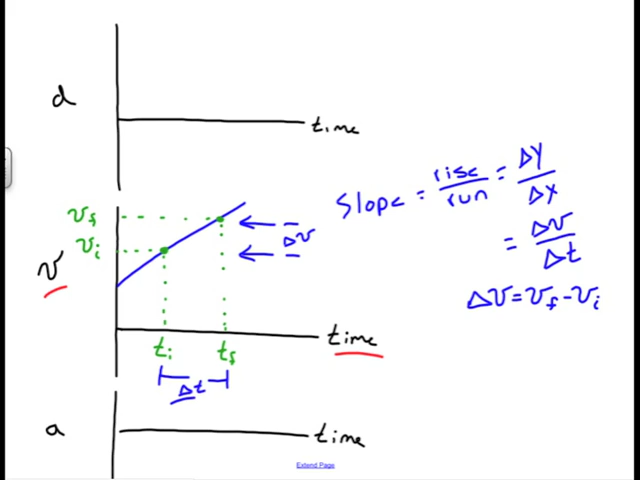 d
time
slope = rise/run = ΔY/ΔX
= Δv/Δt
Δv = v_f - v_i
v_f
v_i
Δv
v
time
t_i t_f
Δt
a
time
Extend Page